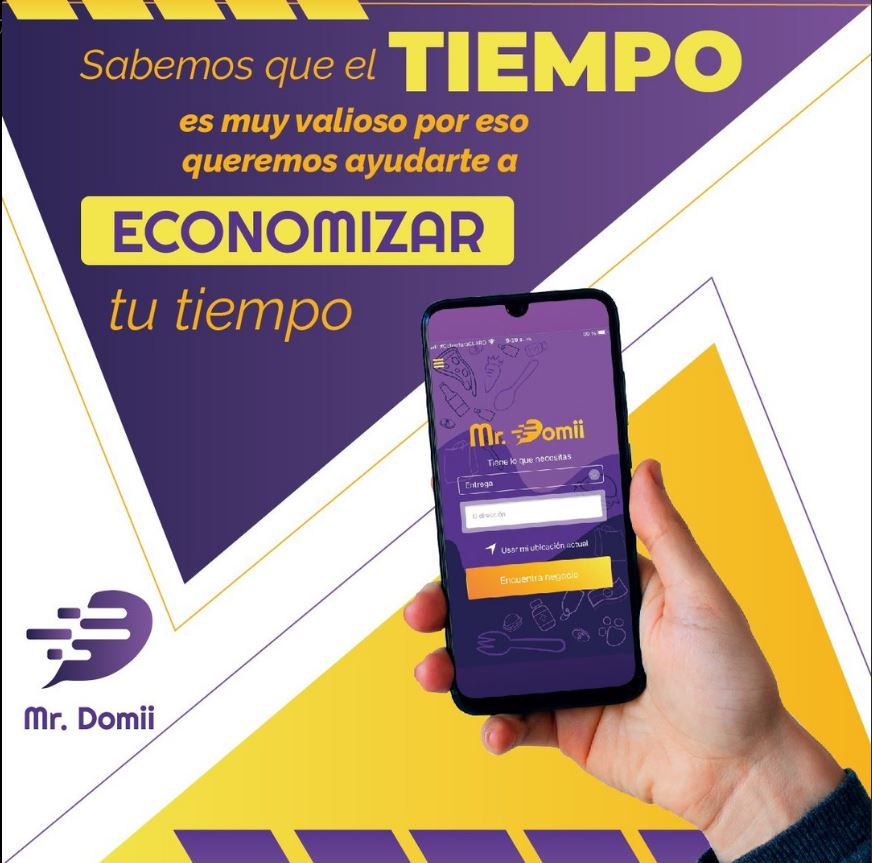 Sabemos que el TIEMPO
es muy valioso por eso
queremos ayudarte a
ECONOMIZAR
tu tiempo
Mr. Domii
Tiene lo que necesitas
Entrega
Usar mi ubicación actual
Encuentra negocio
Mr. Domii